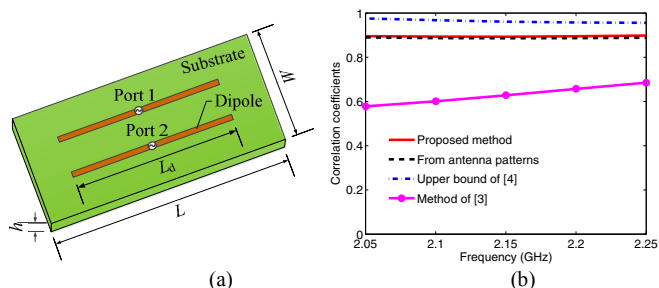 Substrate
W
Port 1
Dipole
Port 2
L_d
L
h
(a)
Correlation coefficients
1
0.8
0.6
0.4
0.2
0
Proposed method
From antenna patterns
Upper bound of [4]
Method of [3]
2.05 2.1 2.15 2.2 2.25
Frequency (GHz)
(b)